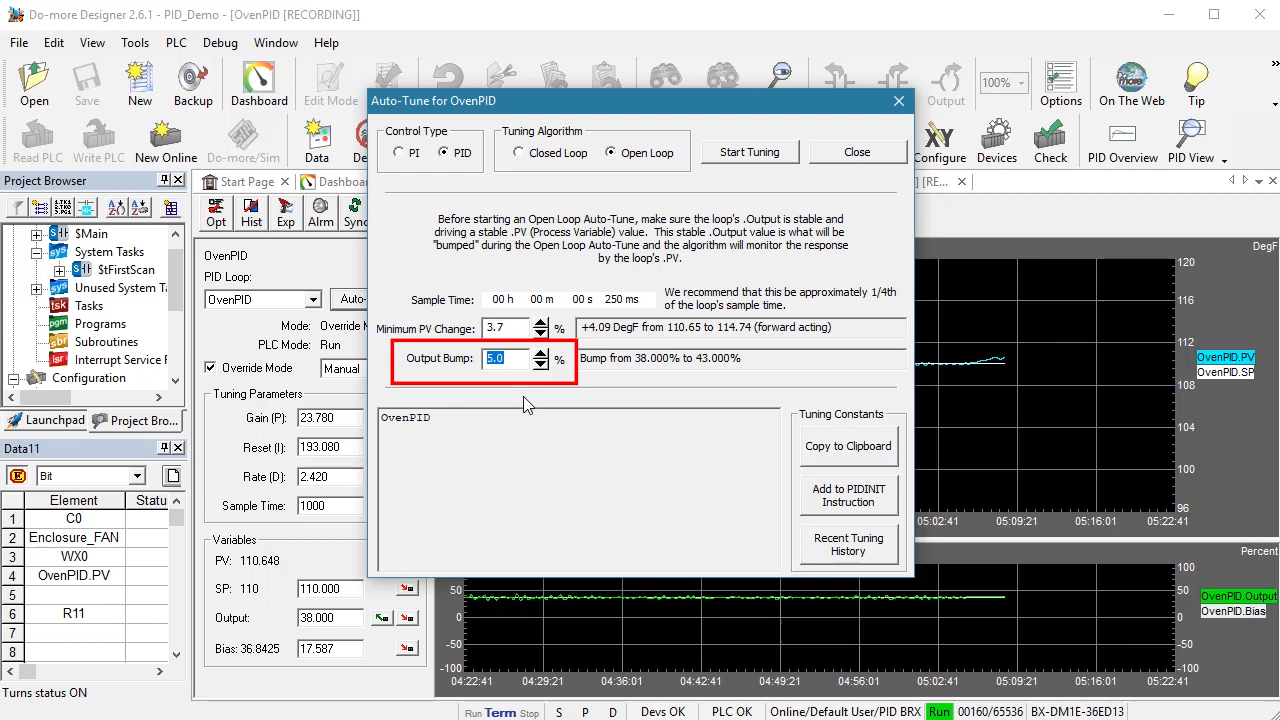 Do-more Designer 2.6.1 - PID_Demo - [OvenPID [RECORDING]]
File Edit View Tools PLC Debug Window Help
Open Save New Backup Dashboard Edit Mode Output 100% Options On The Web Tip
Read PLC Write PLC New Online Do-more/Sim Data Configure Devices Check PID Overview PID View
Project Browser
Start Page
[RE...
$Main
System Tasks
$FirstScan
Unused System T
Tasks
Programs
Subroutines
Interrupt Service F
Configuration
Launchpad Project Bro...
Data11
Bit
Element Statu
1 C0
2 Enclosure_FAN
3 WX0
4 OvenPID.PV
5
6 R11
7
8
Turns status ON
Opt Hist Exp Alrm Sync
OvenPID
PID Loop:
OvenPID
Mode:
PLC Mode: Run
Manual
Tuning Parameters
Gain (P): 23.780
Reset (I): 193.080
Rate (D): 2.420
Sample Time: 1000
Variables
PV: 110.648
SP: 110 110.000
Output: 38.000
Bias: 36.8425 17.587
Auto-Tune for OvenPID
Control Type
PI PID
Tuning Algorithm
Closed Loop Open Loop
Start Tuning Close
Before starting an Open Loop Auto-Tune, make sure the loop's .Output is stable and
driving a stable .PV (Process Variable) value. This stable .Output value is what will be
"bumped" during the Open Loop Auto-Tune and the algorithm will monitor the response
by the loop's .PV.
Sample Time: 00 h 00 m 00 s 250 ms
We recommend that this be approximately 1/4th
of the loop's sample time.
Minimum PV Change: 3.7 % +4.09 DegF from 110.65 to 114.74 (forward acting)
Output Bump: 5.0 % Bump from 38.000% to 43.000%
OvenPID
Tuning Constants
Copy to Clipboard
Add to PIDINIT
Instruction
Recent Tuning
History
DegF
120
116
OvenPID.PV
OvenPID.SP
108
104
100
96
05:02:41 05:09:21 05:16:01 05:22:41
Percent
100
50 50
OvenPID.Output
OvenPID.Bias
0 0
-50 -50
-100 -100
04:22:41 04:29:21 04:36:01 04:42:41 04:49:21 04:56:01 05:02:41 05:09:21 05:16:01 05:22:41
Run Term Stop S P D Devs OK PLC OK Online/Default User/PID BRX Run 00160/65536 BX-DM1E-36ED13